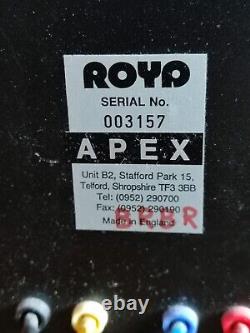 ROYD
SERIAL No.
003157
APEX
Unit B2, Stafford Park 15,
Telford, Shropshire TF3 3BB
Tel: (0952) 290700
Fax: (0952) 290190
Made in England